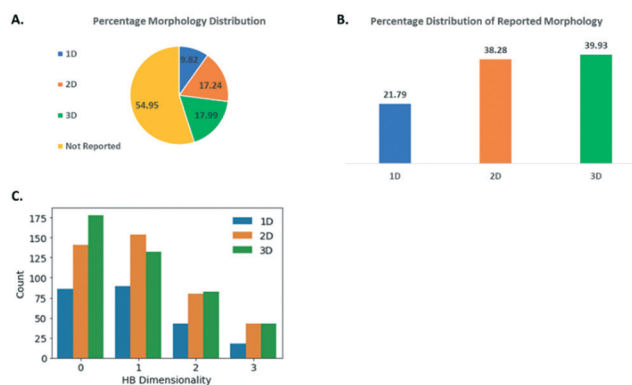 A.
Percentage Morphology Distribution
1D
2D
3D
Not Reported
9.82
17.24
17.99
54.95
B.
Percentage Distribution of Reported Morphology
21.79
38.28
39.93
1D
2D
3D
C.
Count
175
150
125
100
75
50
25
0
1D
2D
3D
0 1 2 3
HB Dimensionality